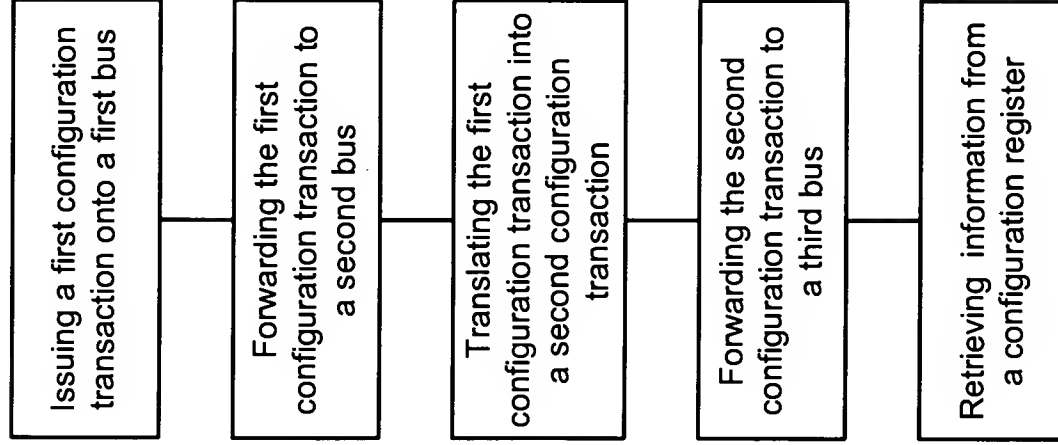 Issuing a first configuration
transaction onto a first bus
Forwarding the first
configuration transaction to
a second bus
Translating the first
configuration transaction into
a second configuration
transaction
Forwarding the second
configuration transaction to
a third bus
Retrieving information from
a configuration register